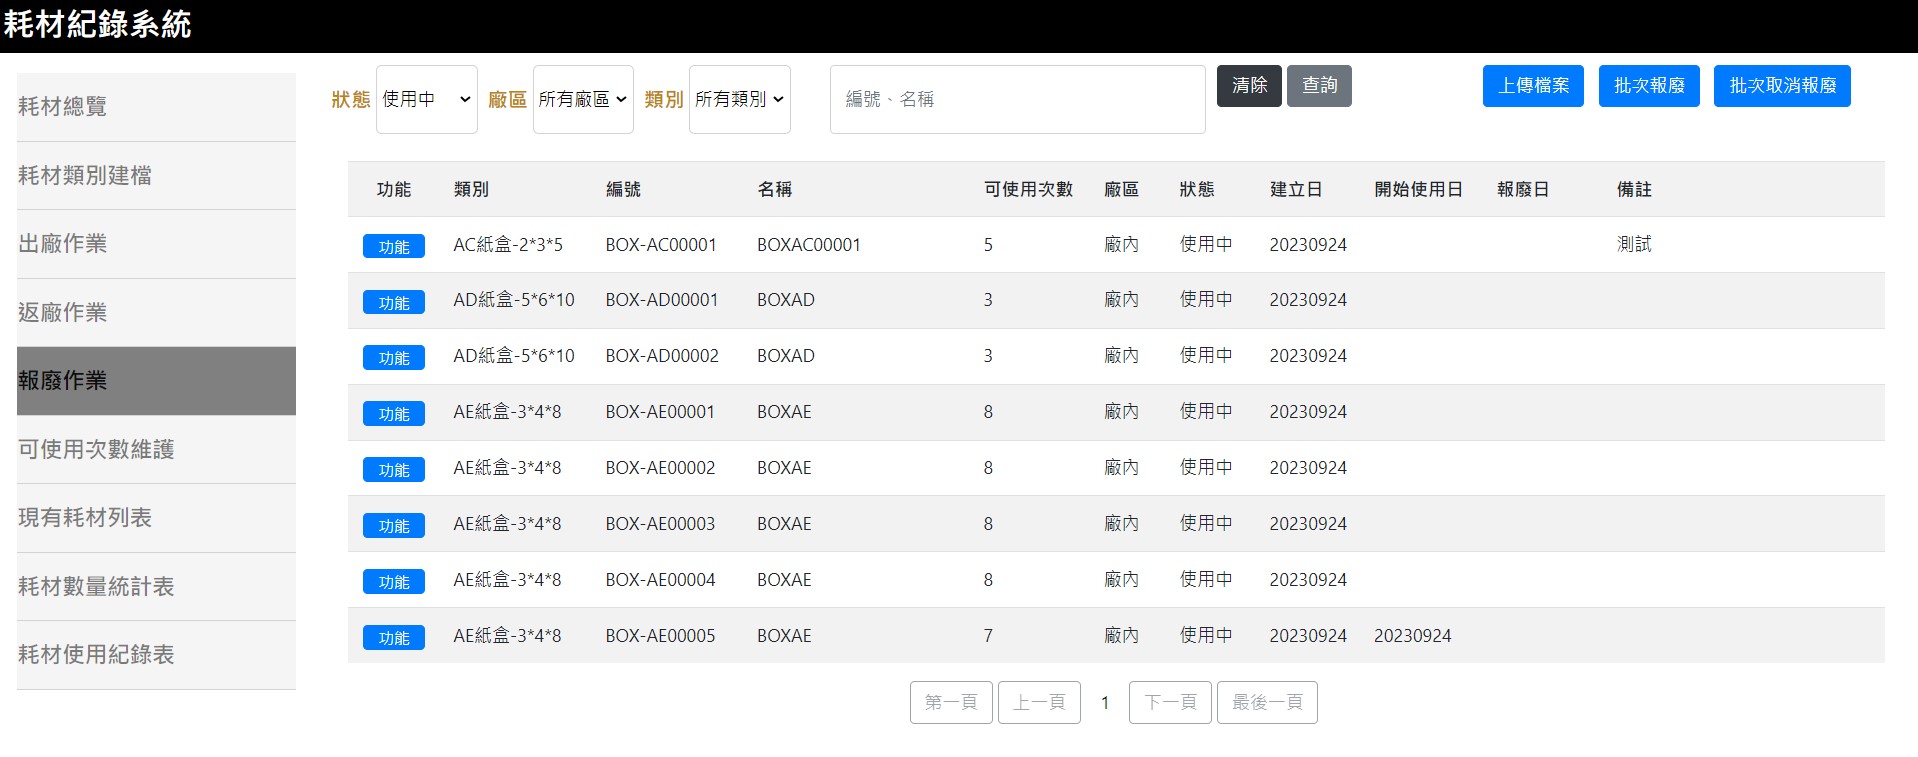 耗材紀錄系統
耗材總覽
耗材類別建檔
出廠作業
返廠作業
報廢作業
可使用次數維護
現有耗材列表
耗材數量統計表
耗材使用紀錄表
狀態 使用中 廠區 所有廠區 類別 所有類別 編號、名稱 清除 查詢 上傳檔案 批次報廢 批次取消報廢
功能 類別 編號 名稱 可使用次數 廠區 狀態 建立日 開始使用日 報廢日 備註
功能 AC紙盒-2*3*5 BOX-AC00001 BOXAC00001 5 廠內 使用中 20230924 測試
功能 AD紙盒-5*6*10 BOX-AD00001 BOXAD 3 廠內 使用中 20230924
功能 AD紙盒-5*6*10 BOX-AD00002 BOXAD 3 廠內 使用中 20230924
功能 AE紙盒-3*4*8 BOX-AE00001 BOXAE 8 廠內 使用中 20230924
功能 AE紙盒-3*4*8 BOX-AE00002 BOXAE 8 廠內 使用中 20230924
功能 AE紙盒-3*4*8 BOX-AE00003 BOXAE 8 廠內 使用中 20230924
功能 AE紙盒-3*4*8 BOX-AE00004 BOXAE 8 廠內 使用中 20230924
功能 AE紙盒-3*4*8 BOX-AE00005 BOXAE 7 廠內 使用中 20230924 20230924
第一頁 上一頁 1 下一頁 最後一頁